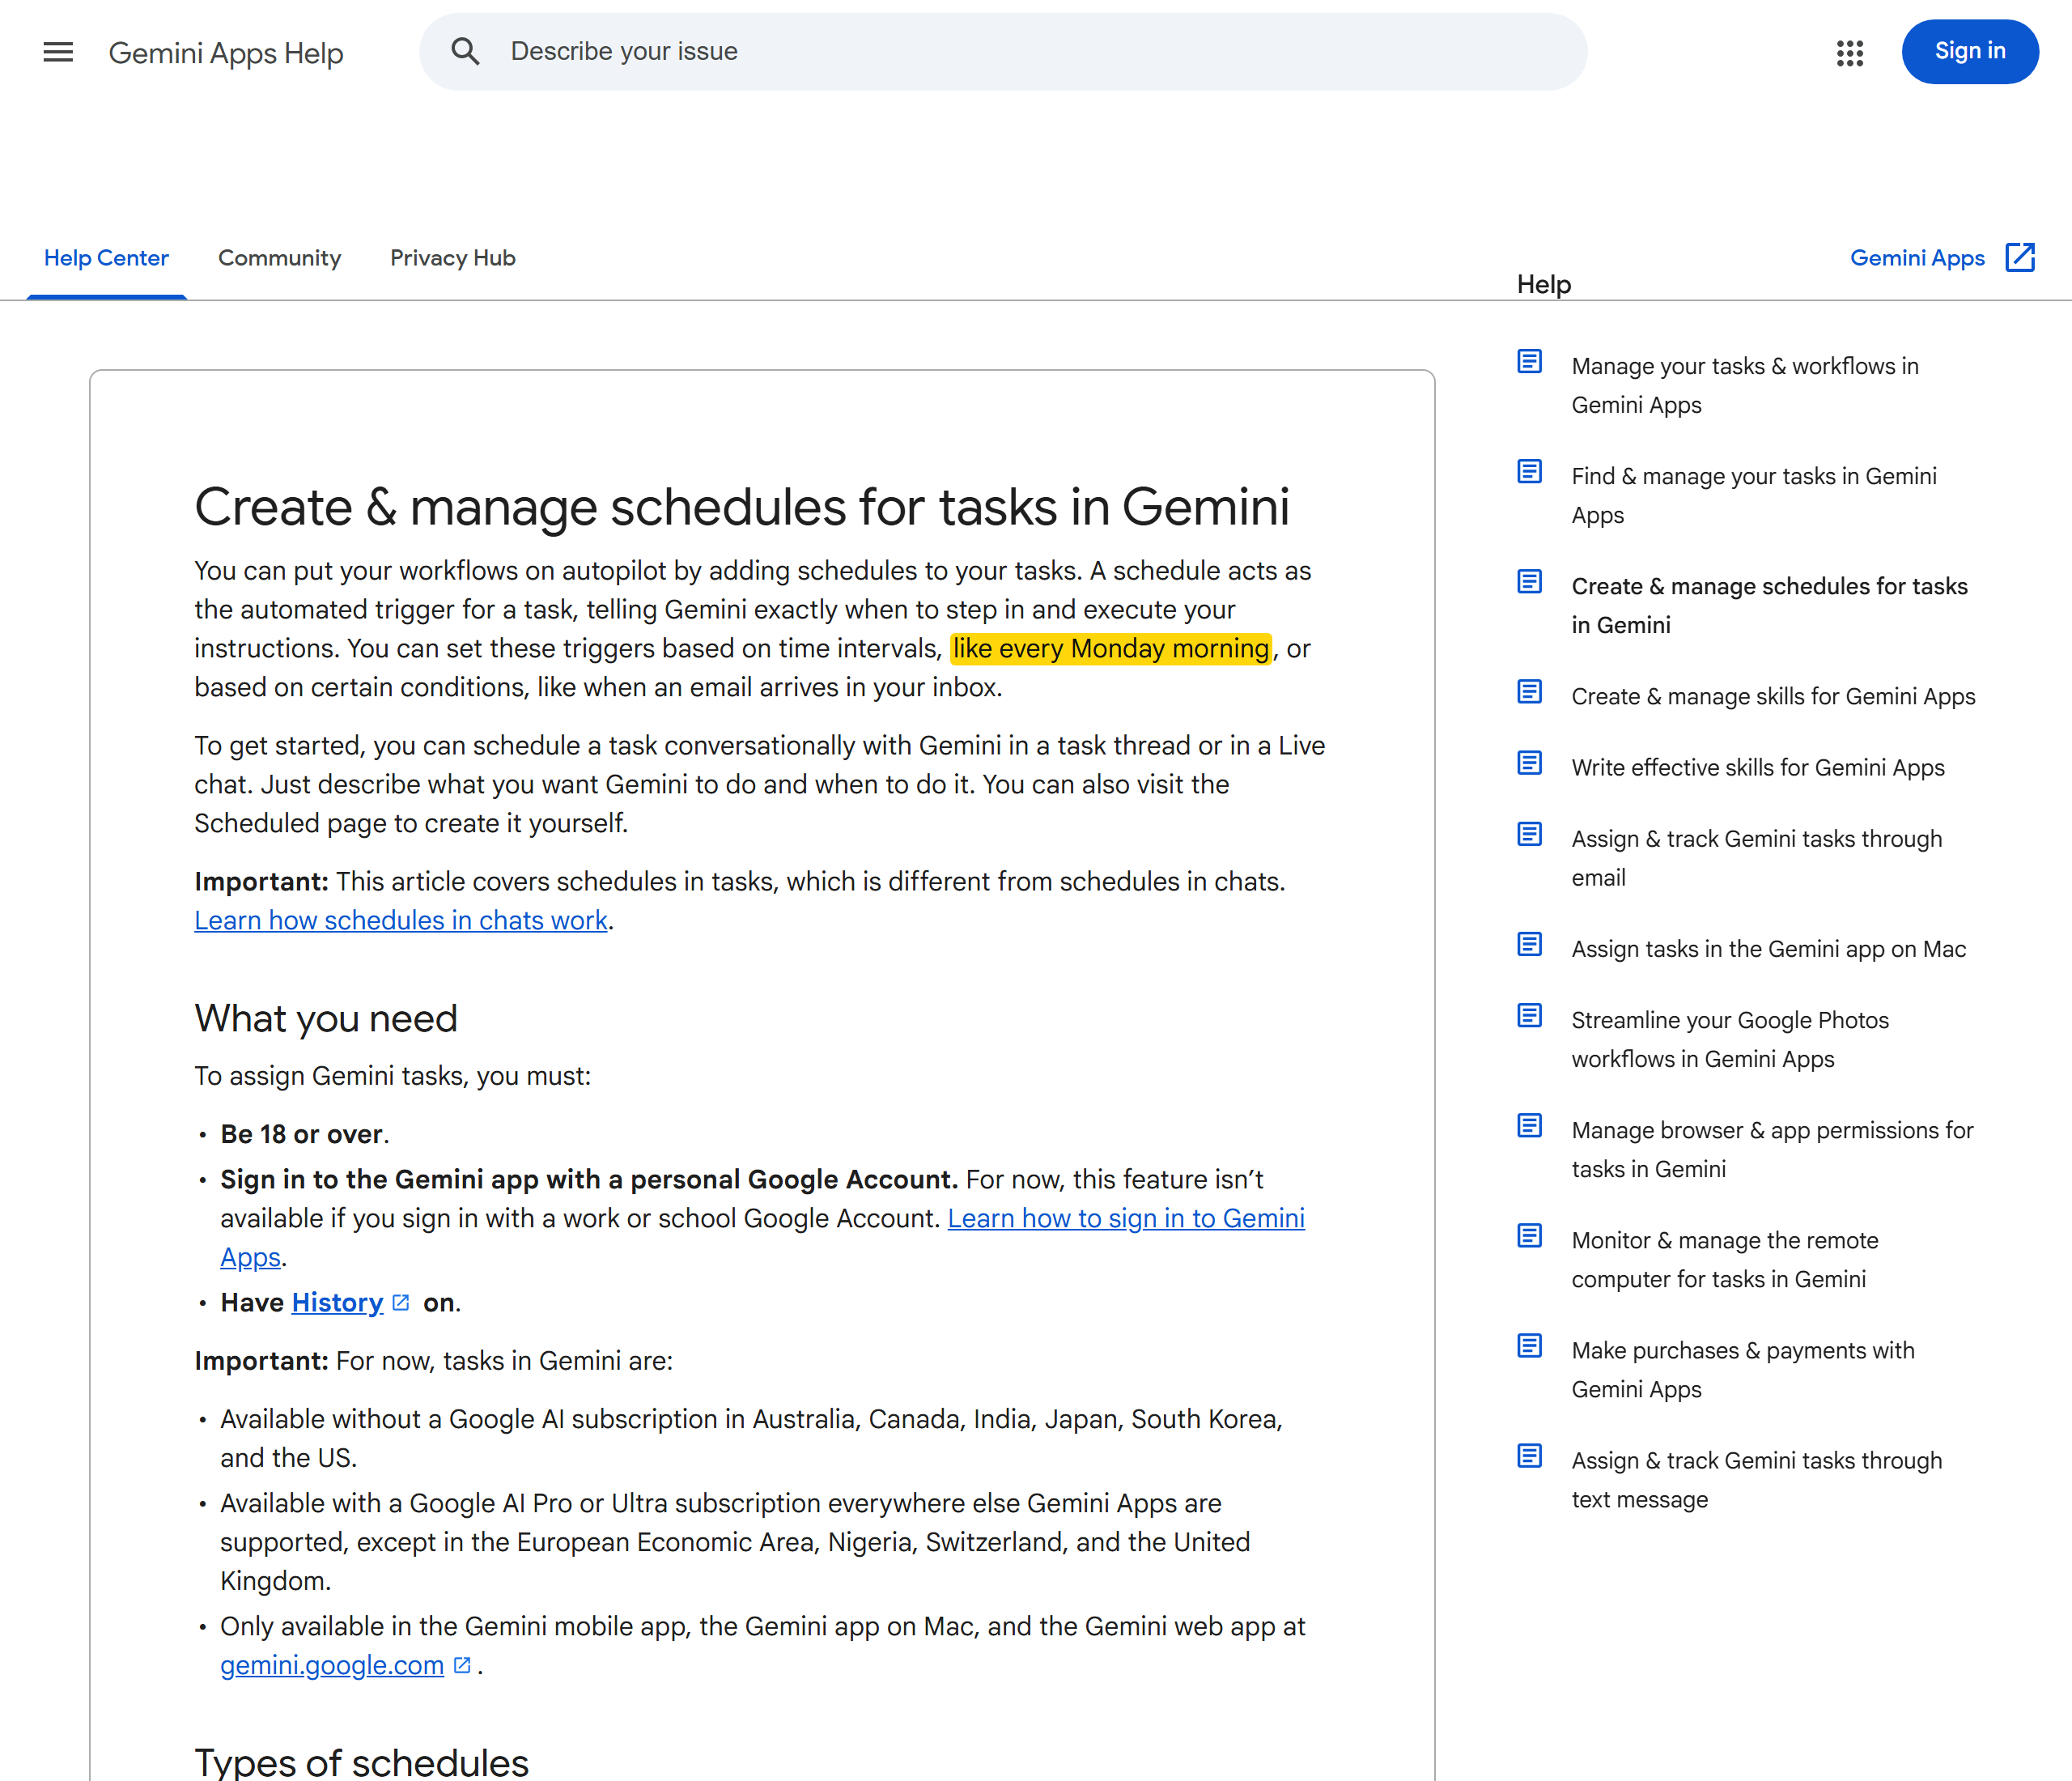 Gemini Apps Help
Describe your issue
Sign in
Help Center
Community
Privacy Hub
Gemini Apps
Create & manage schedules for tasks in Gemini
You can put your workflows on autopilot by adding schedules to your tasks. A schedule acts as
the automated trigger for a task, telling Gemini exactly when to step in and execute your
instructions. You can set these triggers based on time intervals, like every Monday morning, or
based on certain conditions, like when an email arrives in your inbox.
To get started, you can schedule a task conversationally with Gemini in a task thread or in a Live
chat. Just describe what you want Gemini to do and when to do it. You can also visit the
Scheduled page to create it yourself.
Important: This article covers schedules in tasks, which is different from schedules in chats.
Learn how schedules in chats work.
What you need
To assign Gemini tasks, you must:
• Be 18 or over.
• Sign in to the Gemini app with a personal Google Account. For now, this feature isn’t
available if you sign in with a work or school Google Account. Learn how to sign in to Gemini
Apps.
• Have History on.
Important: For now, tasks in Gemini are:
• Available without a Google AI subscription in Australia, Canada, India, Japan, South Korea,
and the US.
• Available with a Google AI Pro or Ultra subscription everywhere else Gemini Apps are
supported, except in the European Economic Area, Nigeria, Switzerland, and the United
Kingdom.
• Only available in the Gemini mobile app, the Gemini app on Mac, and the Gemini web app at
gemini.google.com .
Types of schedules
Help
Manage your tasks & workflows in
Gemini Apps
Find & manage your tasks in Gemini
Apps
Create & manage schedules for tasks
in Gemini
Create & manage skills for Gemini Apps
Write effective skills for Gemini Apps
Assign & track Gemini tasks through
email
Assign tasks in the Gemini app on Mac
Streamline your Google Photos
workflows in Gemini Apps
Manage browser & app permissions for
tasks in Gemini
Monitor & manage the remote
computer for tasks in Gemini
Make purchases & payments with
Gemini Apps
Assign & track Gemini tasks through
text message